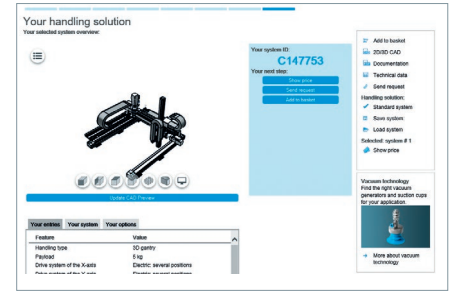 Your handling solution
Your selected system overview:
Your system ID:
C147753
Your next step:
Show price
Send request
Add to basket
Update CAD Preview
Your entries Your system Your options
Feature Value
Handling type 3D gantry
Payload 5 kg
Drive system of the X-axis Electric: several positions
Add to basket
2D/3D CAD
Documentation
Technical data
Send request
Handling solution:
Standard system
Save system
Load system
Selected: system # 1
Show price
Vacuum technology
Find the right vacuum
generators and suction cups
for your application.
More about vacuum
technology